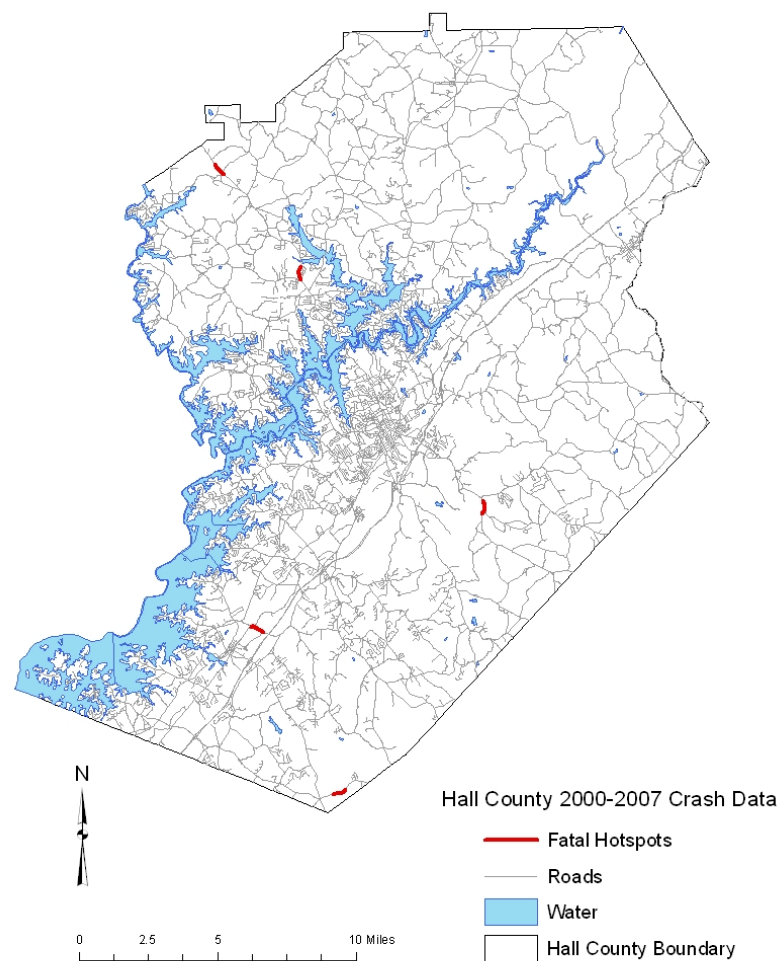 N
0 2.5 5 10 Miles
Hall County 2000-2007 Crash Data
Fatal Hotspots
Roads
Water
Hall County Boundary